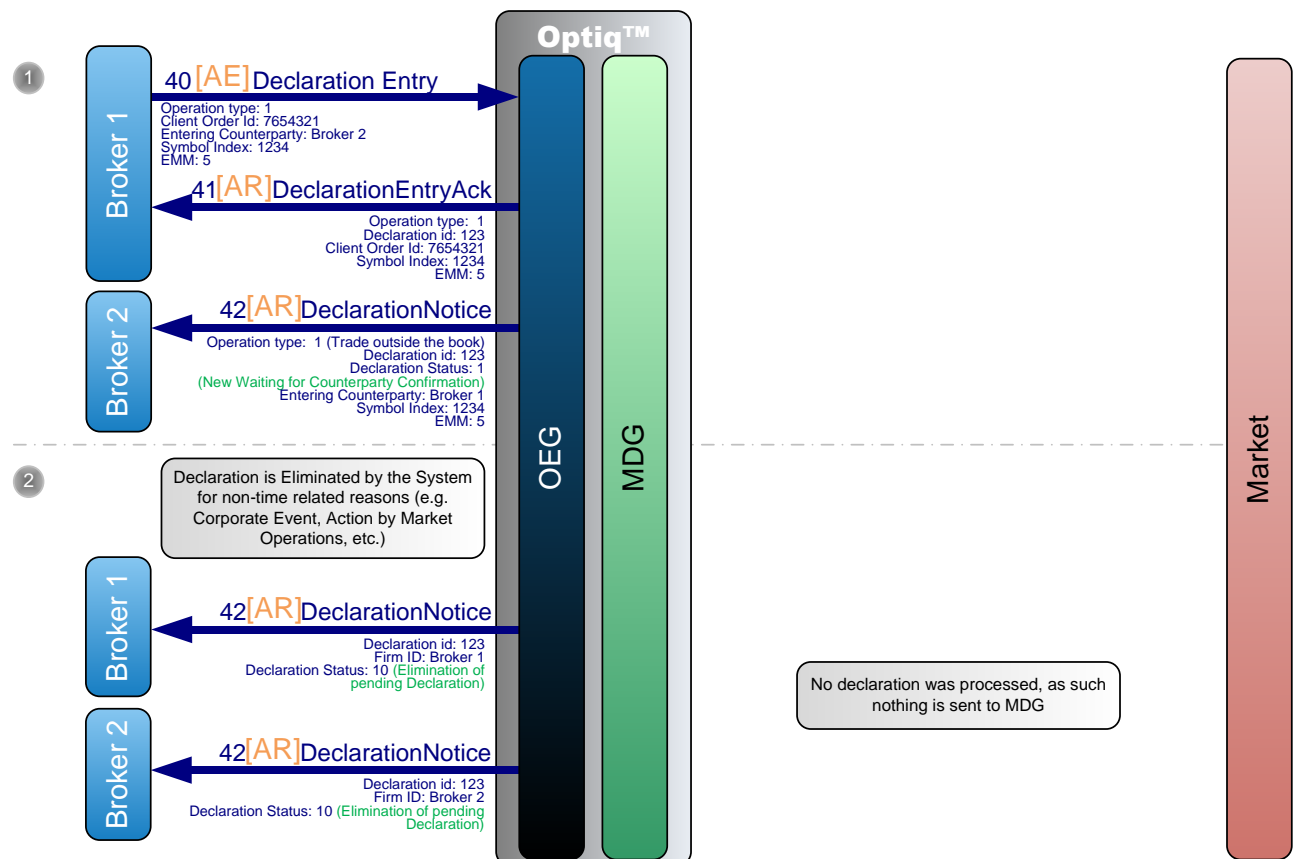 Optiq™
1
Broker 1
40 [AE] Declaration Entry
Operation type: 1
Client Order Id: 7654321
Entering Counterparty: Broker 2
Symbol Index: 1234
EMM: 5
41[AR]DeclarationEntryAck
Operation type:  1
Declaration id: 123
Client Order Id: 7654321
Symbol Index: 1234
EMM: 5
Broker 2
42[AR]DeclarationNotice
Operation type:  1 (Trade outside the book)
Declaration id: 123
Declaration Status: 1
(New Waiting for Counterparty Confirmation)
Entering Counterparty: Broker 1
Symbol Index: 1234
EMM: 5
OEG
MDG
Market
2
Declaration is Eliminated by the System
for non-time related reasons (e.g.
Corporate Event, Action by Market
Operations, etc.)
Broker 1
42[AR]DeclarationNotice
Declaration id: 123
Firm ID: Broker 1
Declaration Status: 10 (Elimination of
pending Declaration)
No declaration was processed, as such
nothing is sent to MDG
Broker 2
42[AR]DeclarationNotice
Declaration id: 123
Firm ID: Broker 2
Declaration Status: 10 (Elimination of pending
Declaration)